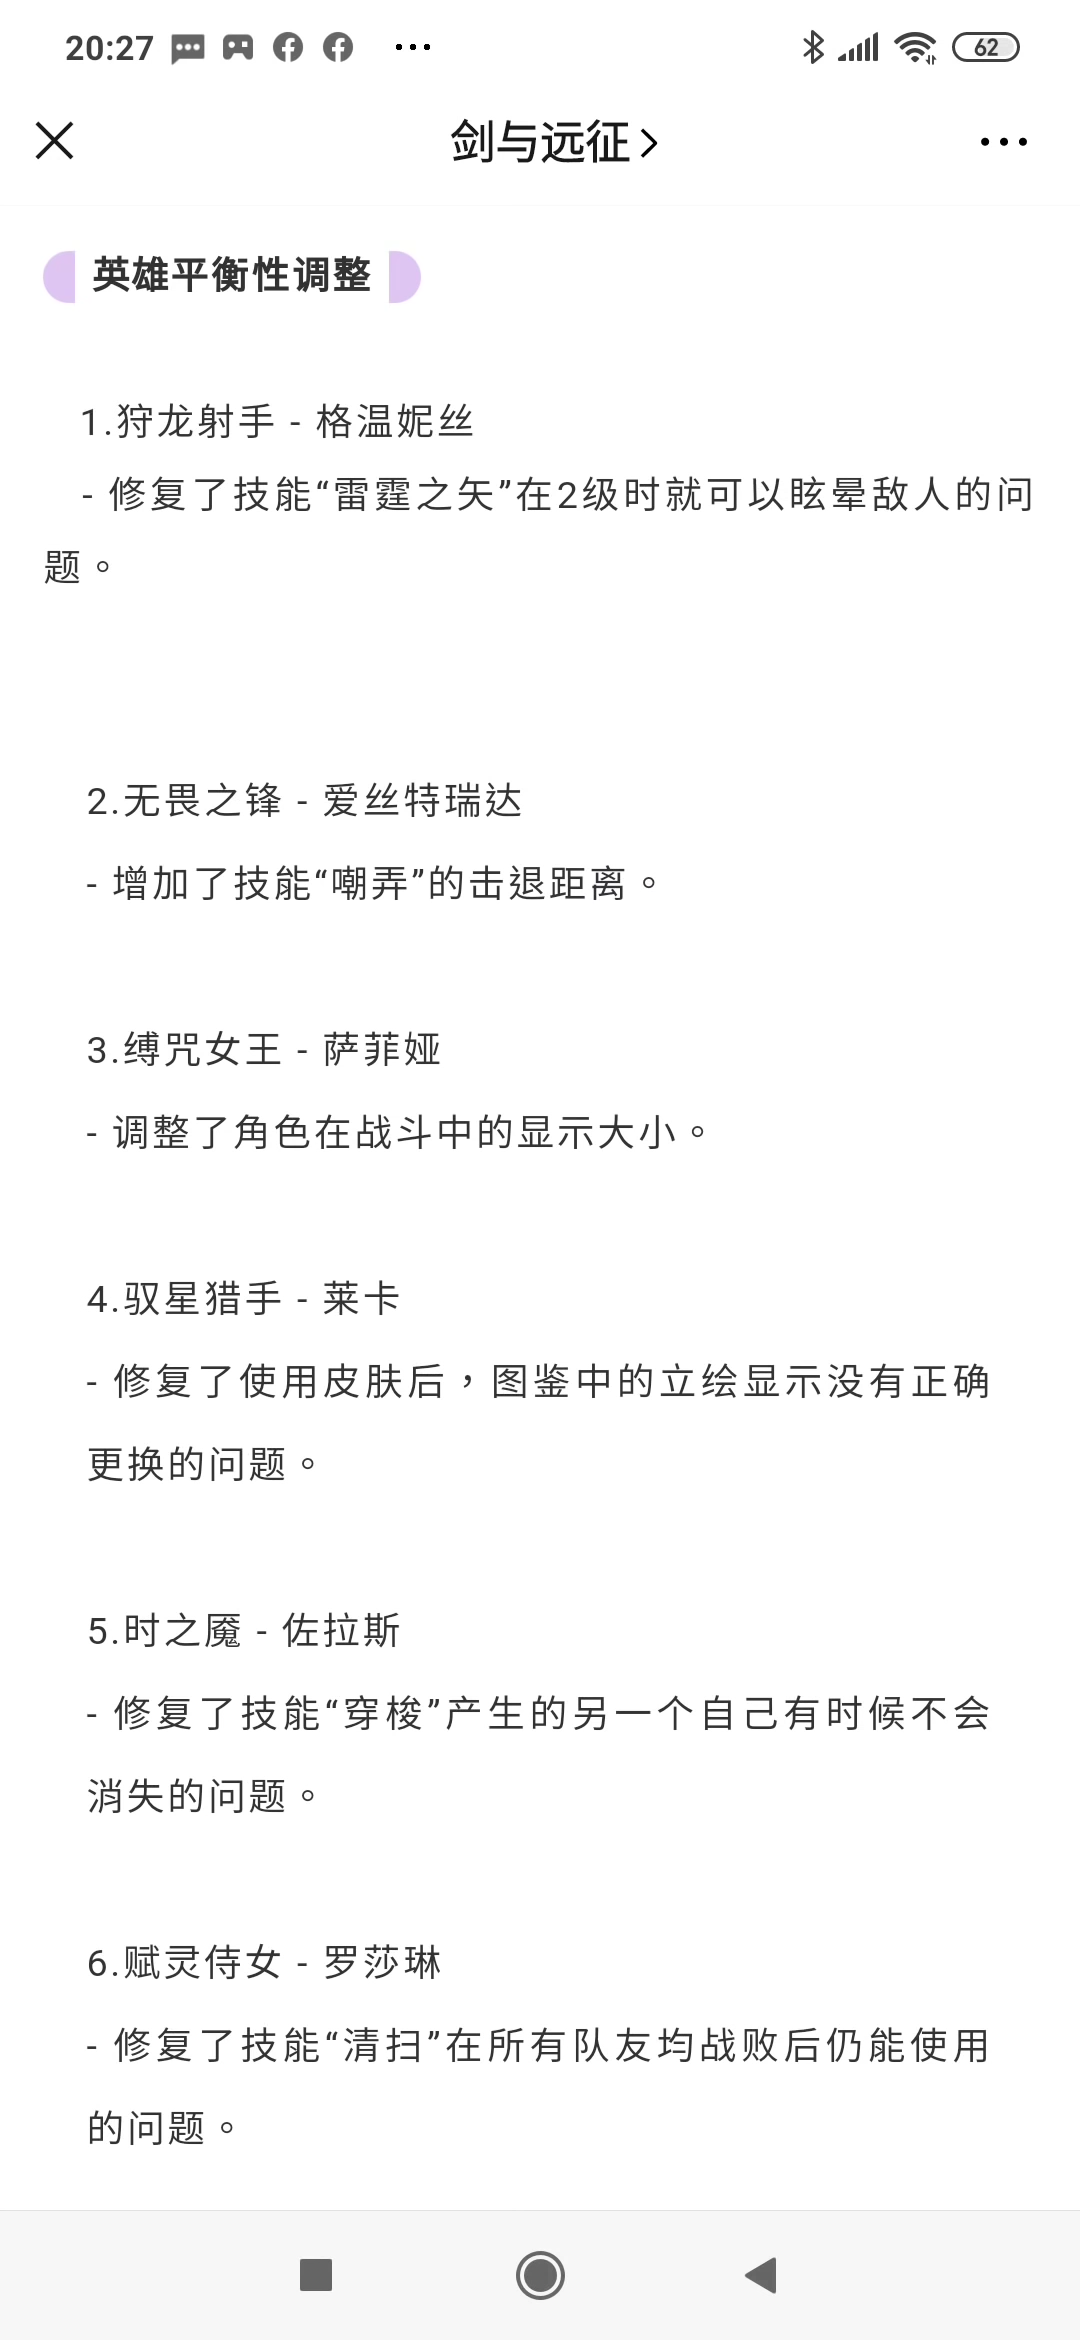 20:27
62
剑与远征
英雄平衡性调整
1.狩龙射手 - 格温妮丝
- 修复了技能“雷霆之矢”在2级时就可以眩晕敌人的问
题。
2.无畏之锋 - 爱丝特瑞达
- 增加了技能“嘲弄”的击退距离。
3.缚咒女王 - 萨菲娅
- 调整了角色在战斗中的显示大小。
4.驭星猎手 - 莱卡
- 修复了使用皮肤后，图鉴中的立绘显示没有正确
更换的问题。
5.时之魇 - 佐拉斯
- 修复了技能“穿梭”产生的另一个自己有时候不会
消失的问题。
6.赋灵侍女 - 罗莎琳
- 修复了技能“清扫”在所有队友均战败后仍能使用
的问题。